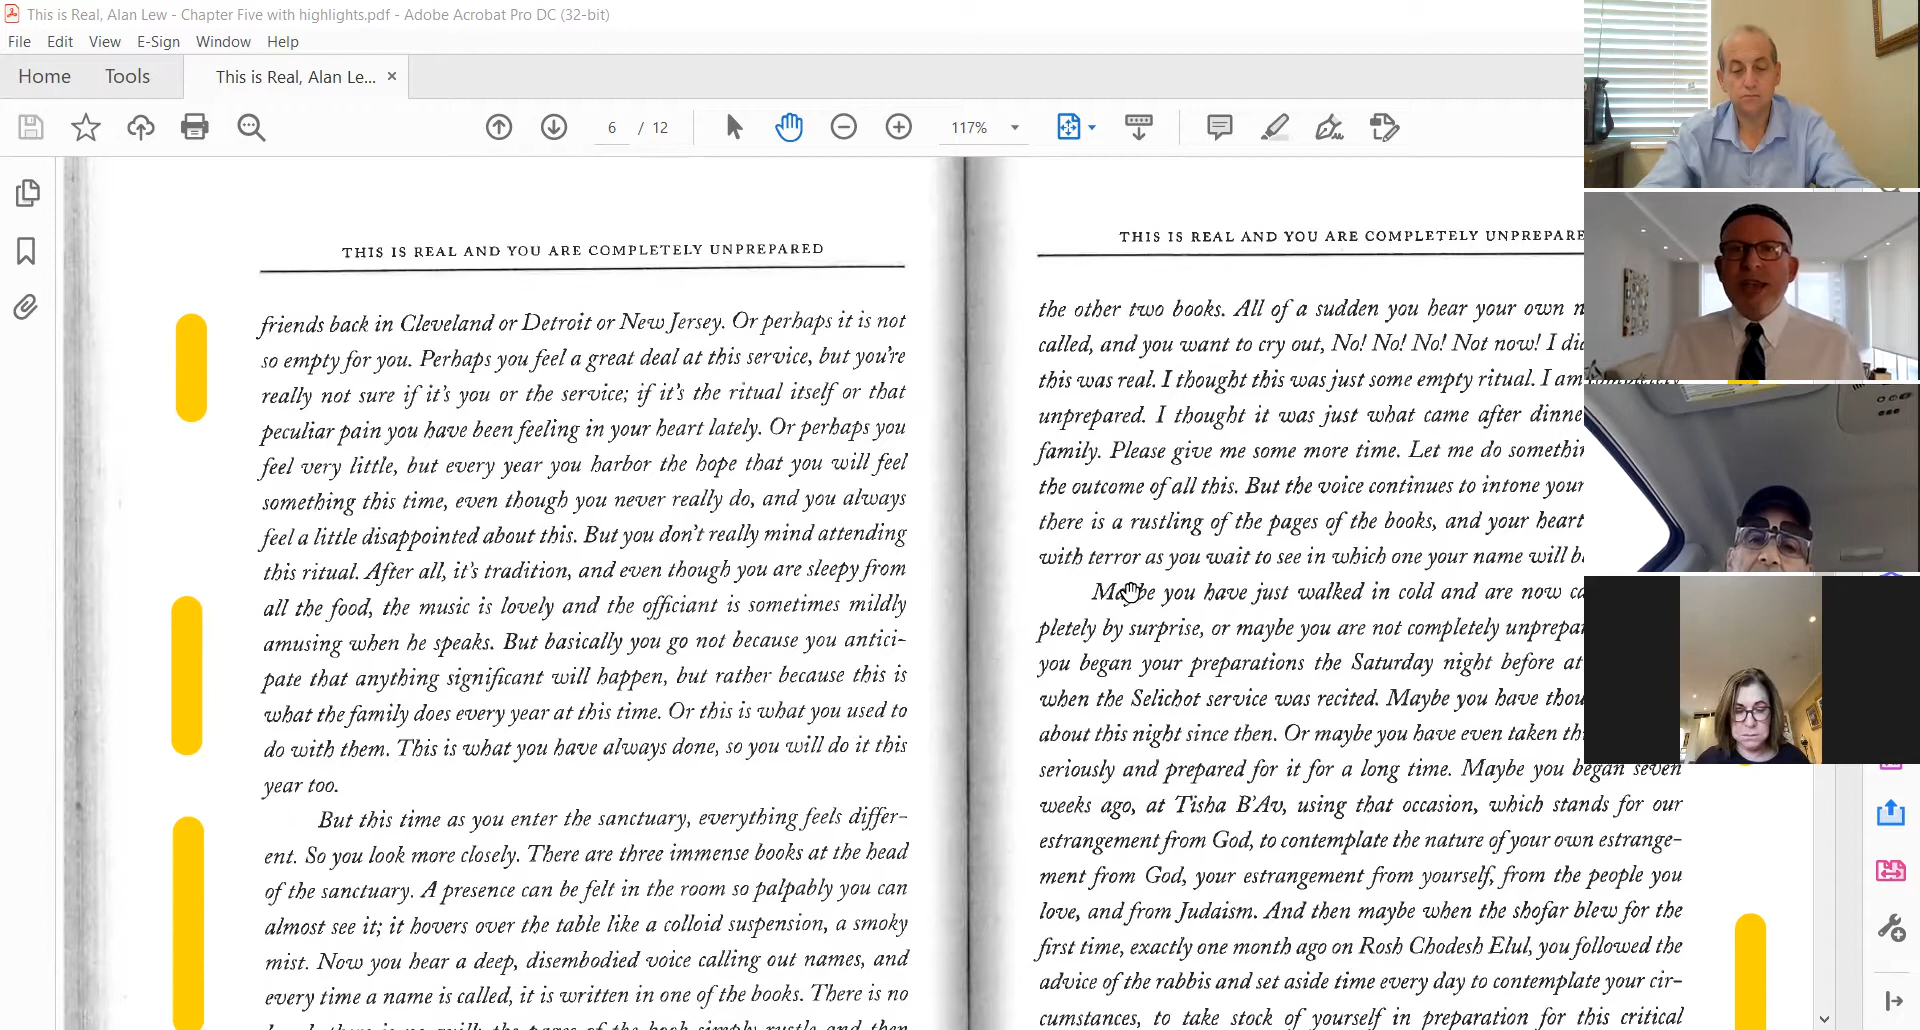 This is Real, Alan Lew - Chapter Five with highlights.pdf - Adobe Acrobat Pro DC (32-bit)
File Edit View E-Sign Window Help
Home Tools This is Real, Alan Le... ×
6 / 12 117%
THIS IS REAL AND YOU ARE COMPLETELY UNPREPARED
friends back in Cleveland or Detroit or New Jersey. Or perhaps it is not
so empty for you. Perhaps you feel a great deal at this service, but you're
really not sure if it's you or the service; if it's the ritual itself or that
peculiar pain you have been feeling in your heart lately. Or perhaps you
feel very little, but every year you harbor the hope that you will feel
something this time, even though you never really do, and you always
feel a little disappointed about this. But you don't really mind attending
this ritual. After all, it's tradition, and even though you are sleepy from
all the food, the music is lovely and the officiant is sometimes mildly
amusing when he speaks. But basically you go not because you antici-
pate that anything significant will happen, but rather because this is
what the family does every year at this time. Or this is what you used to
do with them. This is what you have always done, so you will do it this
year too.
But this time as you enter the sanctuary, everything feels differ-
ent. So you look more closely. There are three immense books at the head
of the sanctuary. A presence can be felt in the room so palpably you can
almost see it; it hovers over the table like a colloid suspension, a smoky
mist. Now you hear a deep, disembodied voice calling out names, and
every time a name is called, it is written in one of the books. There is no
the pages of the book simply rustle and then
THIS IS REAL AND YOU ARE COMPLETELY UNPREPARE
the other two books. All of a sudden you hear your own n
called, and you want to cry out, No! No! No! Not now! I di
this was real. I thought this was just some empty ritual. I am completely
unprepared. I thought it was just what came after dinne
family. Please give me some more time. Let me do somethin
the outcome of all this. But the voice continues to intone your
there is a rustling of the pages of the books, and your heart
with terror as you wait to see in which one your name will b
Maybe you have just walked in cold and are now ca
pletely by surprise, or maybe you are not completely unprepa
you began your preparations the Saturday night before at
when the Selichot service was recited. Maybe you have thou
about this night since then. Or maybe you have even taken th
seriously and prepared for it for a long time. Maybe you began seven
weeks ago, at Tisha B'Av, using that occasion, which stands for our
estrangement from God, to contemplate the nature of your own estrange-
ment from God, your estrangement from yourself, from the people you
love, and from Judaism. And then maybe when the shofar blew for the
first time, exactly one month ago on Rosh Chodesh Elul, you followed the
advice of the rabbis and set aside time every day to contemplate your cir-
cumstances, to take stock of yourself in preparation for this critical